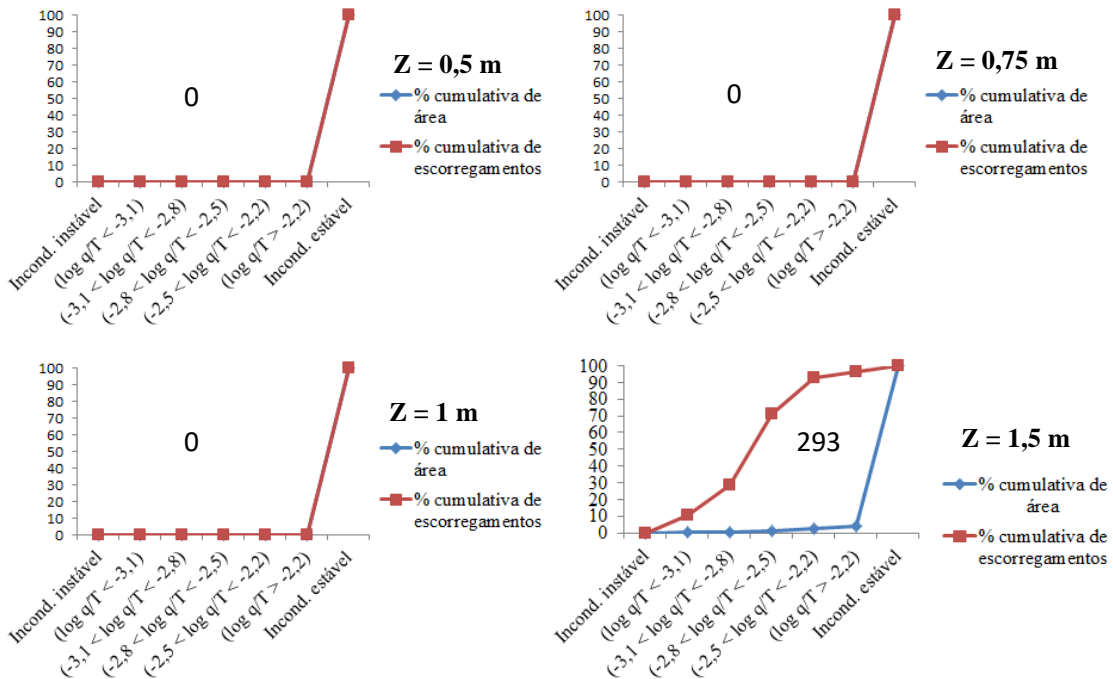 100
90
80
70
60
50
40
30
20
10
0
0
Z = 0,5 m
% cumulativa de
área
% cumulativa de
escorregamentos
Incond. instável
(log q/T < -3,1)
(-3,1 < log q/T < -2,8)
(-2,8 < log q/T < -2,5)
(-2,5 < log q/T < -2,2)
(log q/T > -2,2)
Incond. estável
100
90
80
70
60
50
40
30
20
10
0
0
Z = 0,75 m
% cumulativa de
área
% cumulativa de
escorregamentos
Incond. instável
(log q/T < -3,1)
(-3,1 < log q/T < -2,8)
(-2,8 < log q/T < -2,5)
(-2,5 < log q/T < -2,2)
(log q/T > -2,2)
Incond. estável
100
90
80
70
60
50
40
30
20
10
0
0
Z = 1 m
% cumulativa de
área
% cumulativa de
escorregamentos
Incond. instável
(log q/T < -3,1)
(-3,1 < log q/T < -2,8)
(-2,8 < log q/T < -2,5)
(-2,5 < log q/T < -2,2)
(log q/T > -2,2)
Incond. estável
100
90
80
70
60
50
40
30
20
10
0
293
Z = 1,5 m
% cumulativa de
área
% cumulativa de
escorregamentos
Incond. instável
(log q/T < -3,1)
(-3,1 < log q/T < -2,8)
(-2,8 < log q/T < -2,5)
(-2,5 < log q/T < -2,2)
(log q/T > -2,2)
Incond. estável